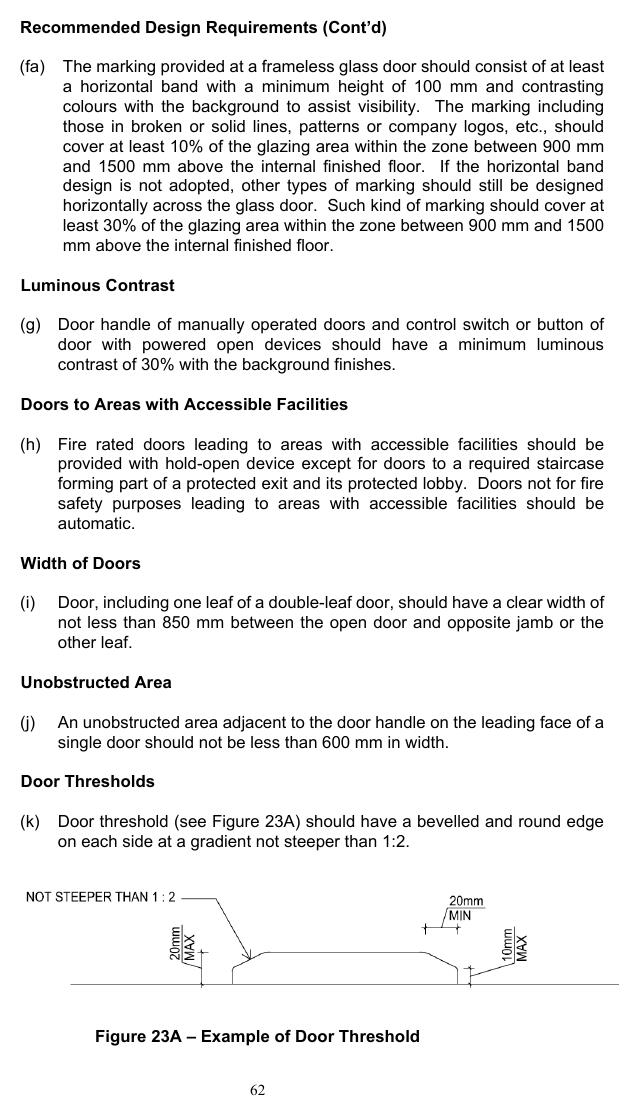 Recommended Design Requirements (Cont’d)
(fa) The marking provided at a frameless glass door should consist of at least
a horizontal band with a minimum height of 100 mm and contrasting
colours with the background to assist visibility. The marking including
those in broken or solid lines, patterns or company logos, etc., should
cover at least 10% of the glazing area within the zone between 900 mm
and 1500 mm above the internal finished floor. If the horizontal band
design is not adopted, other types of marking should still be designed
horizontally across the glass door. Such kind of marking should cover at
least 30% of the glazing area within the zone between 900 mm and 1500
mm above the internal finished floor.
Luminous Contrast
(g) Door handle of manually operated doors and control switch or button of
door with powered open devices should have a minimum luminous
contrast of 30% with the background finishes.
Doors to Areas with Accessible Facilities
(h) Fire rated doors leading to areas with accessible facilities should be
provided with hold-open device except for doors to a required staircase
forming part of a protected exit and its protected lobby. Doors not for fire
safety purposes leading to areas with accessible facilities should be
automatic.
Width of Doors
(i) Door, including one leaf of a double-leaf door, should have a clear width of
not less than 850 mm between the open door and opposite jamb or the
other leaf.
Unobstructed Area
(j) An unobstructed area adjacent to the door handle on the leading face of a
single door should not be less than 600 mm in width.
Door Thresholds
(k) Door threshold (see Figure 23A) should have a bevelled and round edge
on each side at a gradient not steeper than 1:2.
NOT STEEPER THAN 1 : 2
20mm
MIN
20mm
MAX
10mm
MAX
Figure 23A – Example of Door Threshold
62